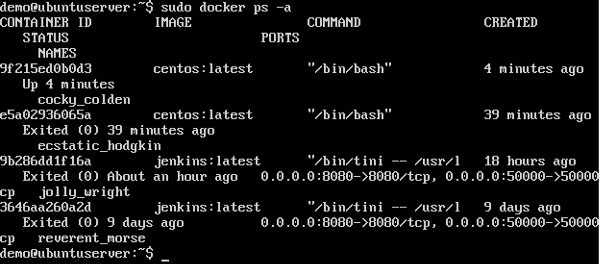 demo@ubuntuserver:~$ sudo docker ps -a
CONTAINER ID        IMAGE               COMMAND                CREATED
   STATUS                          PORTS
     NAMES
9f215ed0b0d3        centos:latest       "/bin/bash"            4 minutes ago
   Up 4 minutes
     cocky_colden
e5a02936065a        centos:latest       "/bin/bash"            39 minutes ago
   Exited (0) 39 minutes ago
     ecstatic_hodgkin
9b286dd1f16a        jenkins:latest      "/bin/tini -- /usr/l   18 hours ago
   Exited (0) About an hour ago   0.0.0.0:8080->8080/tcp, 0.0.0.0:50000->50000
cp   jolly_wright
3646aa260a2d        jenkins:latest      "/bin/tini -- /usr/l   9 days ago
   Exited (0) 9 days ago          0.0.0.0:8080->8080/tcp, 0.0.0.0:50000->50000
cp   reverent_morse
demo@ubuntuserver:~$ _